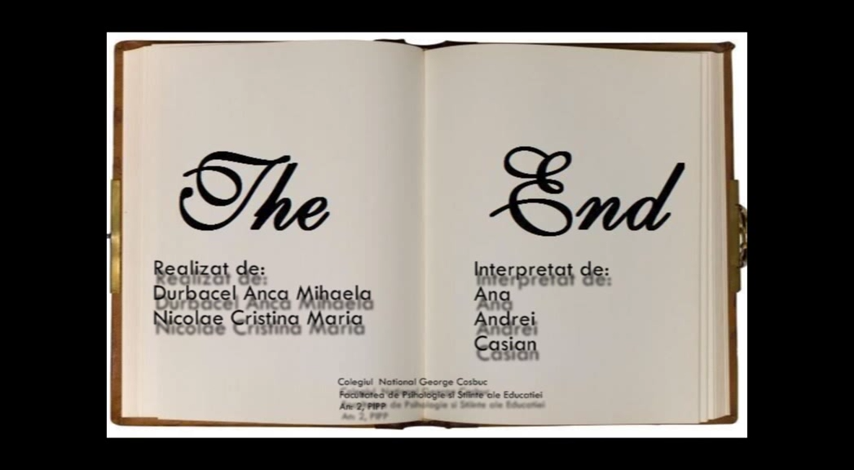 The End
Realizat de:
Durbacel Anca Mihaela
Nicolae Cristina Maria
Interpretat de:
Ana
Andrei
Casian
Colegiul National George Cosbuc
Facultatea de Psihologie si Stiinte ale Educatiei
An 2, PIPP